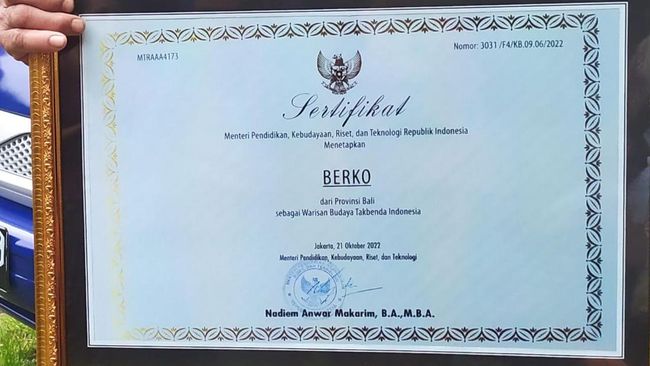 MTRAAA4173
Nomor: 3031 /F4/KB.09.06/2022
Sertifikat
Menteri Pendidikan, Kebudayaan, Riset, dan Teknologi Republik Indonesia
Menetapkan
BERKO
dari Provinsi Bali
sebagai Warisan Budaya Takbenda Indonesia
Jakarta, 21 Oktober 2022
Menteri Pendidikan, Kebudayaan, Riset, dan Teknologi
Nadiem Anwar Makarim, B.A.,M.B.A.